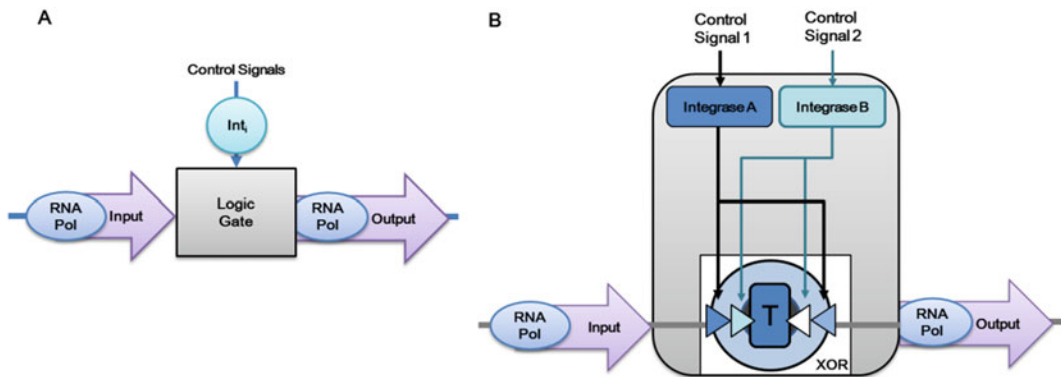 A
Control Signals
Int_i
RNA
Pol
Input
Logic
Gate
RNA
Pol
Output
B
Control
Signal 1
Control
Signal 2
Integrase A
Integrase B
T
XOR
RNA
Pol
Input
RNA
Pol
Output